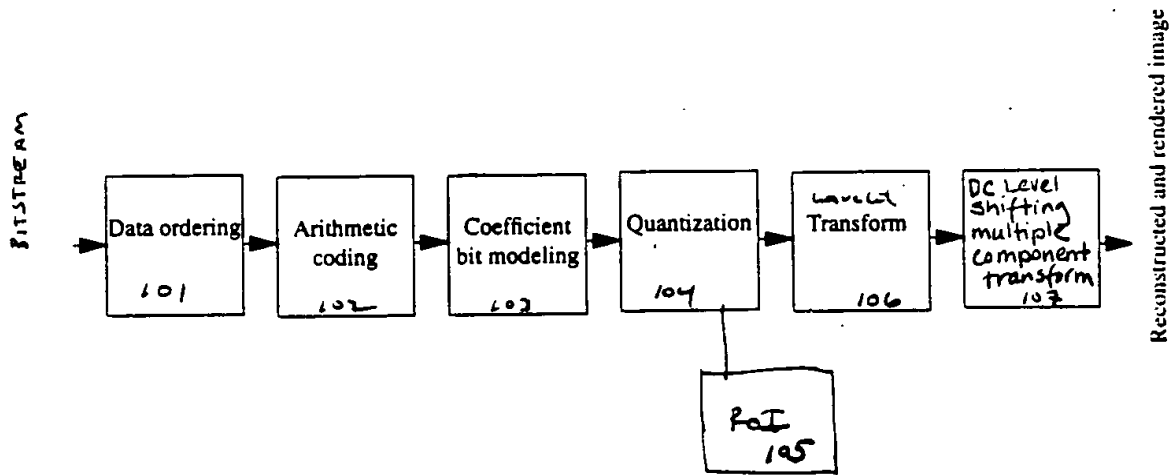 BITSTREAM
Data ordering
101
Arithmetic
coding
102
Coefficient
bit modeling
103
Quantization
104
RoI
105
wavelet
Transform
106
DC Level
shifting
multiple
component
transform
107
Reconstructed and rendered image